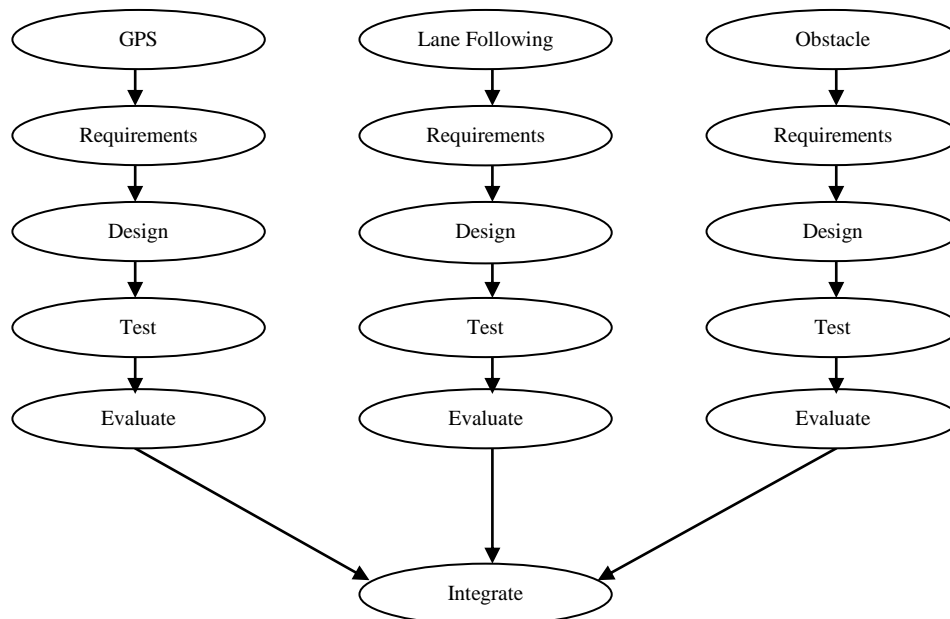 GPS
Lane Following
Obstacle
Requirements
Requirements
Requirements
Design
Design
Design
Test
Test
Test
Evaluate
Evaluate
Evaluate
Integrate